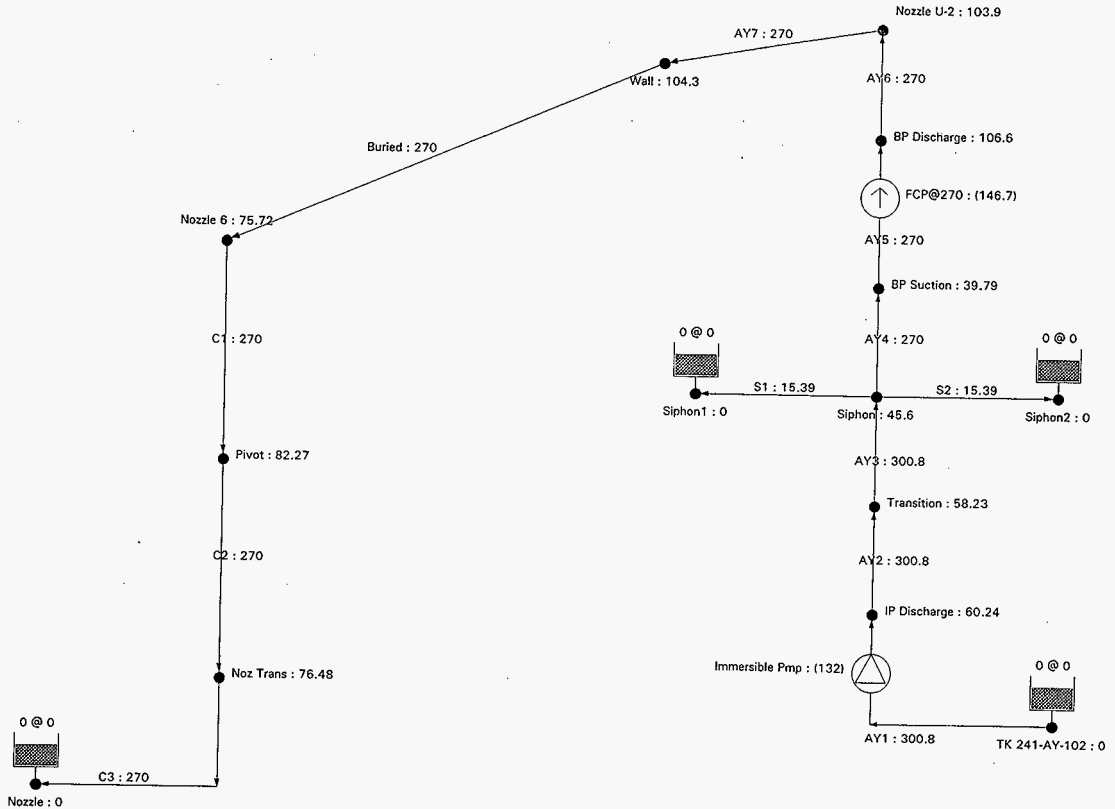 Nozzle U-2 : 103.9
AY7 : 270
Wall : 104.3
AY6 : 270
BP Discharge : 106.6
Buried : 270
FCP@270 : (146.7)
Nozzle 6 : 75.72
AY5 : 270
BP Suction : 39.79
C1 : 270
0 @ 0
AY4 : 270
0 @ 0
S1 : 15.39
S2 : 15.39
Siphon1 : 0
Siphon : 45.6
Siphon2 : 0
Pivot : 82.27
AY3 : 300.8
Transition : 58.23
C2 : 270
AY2 : 300.8
IP Discharge : 60.24
Noz Trans : 76.48
Immersible Pmp : (132)
0 @ 0
0 @ 0
AY1 : 300.8
TK 241-AY-102 : 0
C3 : 270
Nozzle : 0